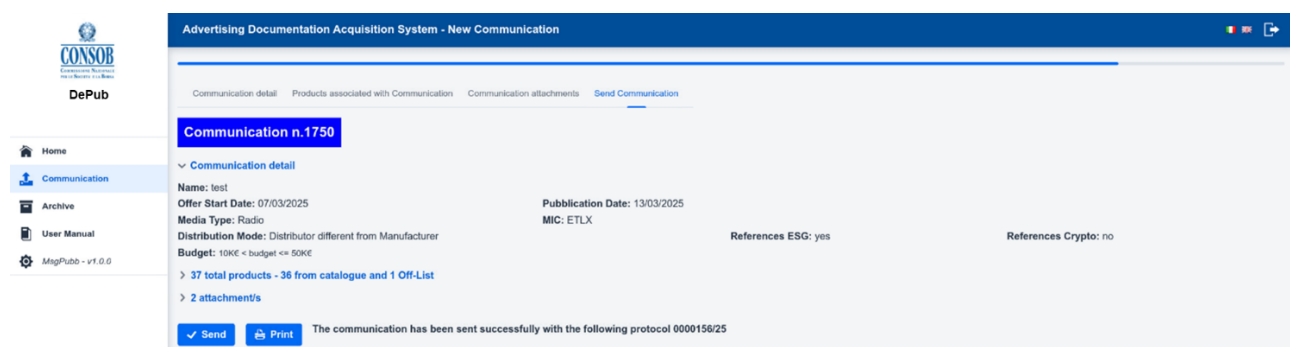 CONSOB
DePub
Home
Communication
Archive
User Manual
MsgPubb - v1.0.0
Advertising Documentation Acquisition System - New Communication
Communication detail Products associated with Communication Communication attachments Send Communication
Communication n.1750
Communication detail
Name: test
Offer Start Date: 07/03/2025 Pubblication Date: 13/03/2025
Media Type: Radio MIC: ETLX
Distribution Mode: Distributor different from Manufacturer References ESG: yes References Crypto: no
Budget: 10K€ < budget <= 50K€
37 total products - 36 from catalogue and 1 Off-List
2 attachment/s
Send Print The communication has been sent successfully with the following protocol 0000156/25